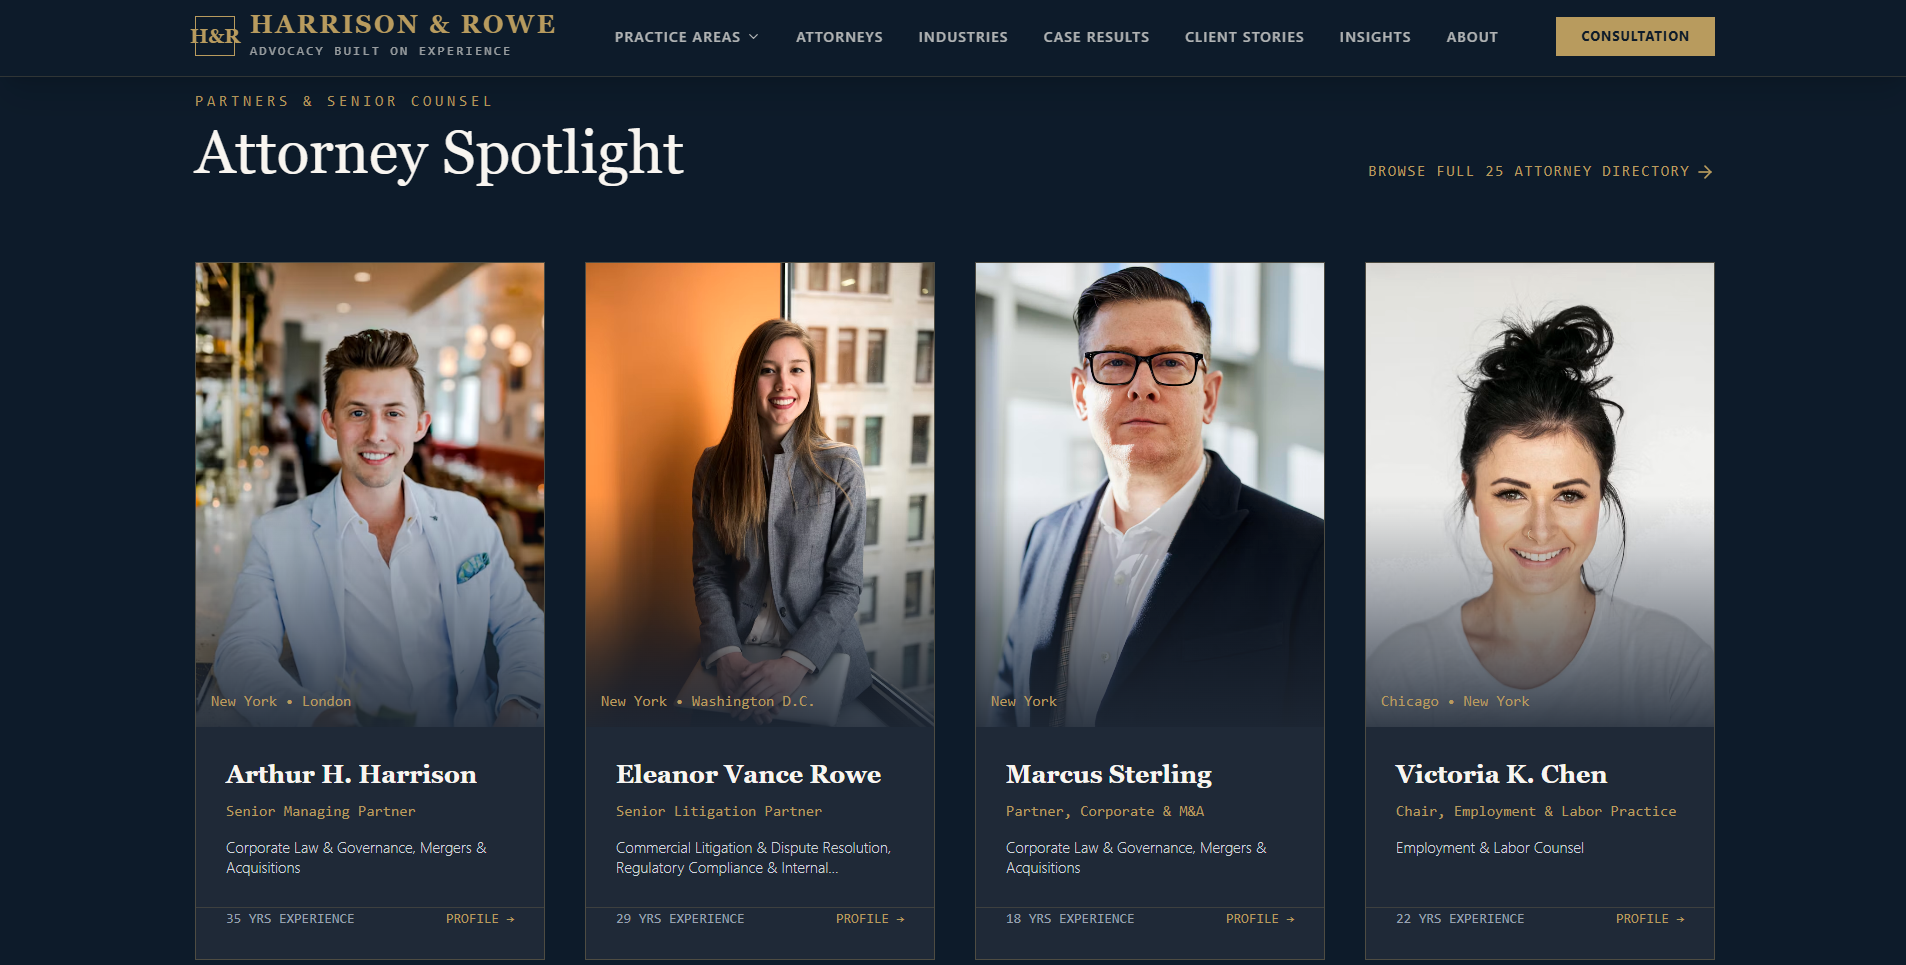 H&R
HARRISON & ROWE
ADVOCACY BUILT ON EXPERIENCE
PRACTICE AREAS
ATTORNEYS
INDUSTRIES
CASE RESULTS
CLIENT STORIES
INSIGHTS
ABOUT
CONSULTATION
PARTNERS & SENIOR COUNSEL
Attorney Spotlight
BROWSE FULL 25 ATTORNEY DIRECTORY →
New York • London
Arthur H. Harrison
Senior Managing Partner
Corporate Law & Governance, Mergers &
Acquisitions
35 YRS EXPERIENCE
PROFILE →
New York • Washington D.C.
Eleanor Vance Rowe
Senior Litigation Partner
Commercial Litigation & Dispute Resolution,
Regulatory Compliance & Internal...
29 YRS EXPERIENCE
PROFILE →
New York
Marcus Sterling
Partner, Corporate & M&A
Corporate Law & Governance, Mergers &
Acquisitions
18 YRS EXPERIENCE
PROFILE →
Chicago • New York
Victoria K. Chen
Chair, Employment & Labor Practice
Employment & Labor Counsel
22 YRS EXPERIENCE
PROFILE →